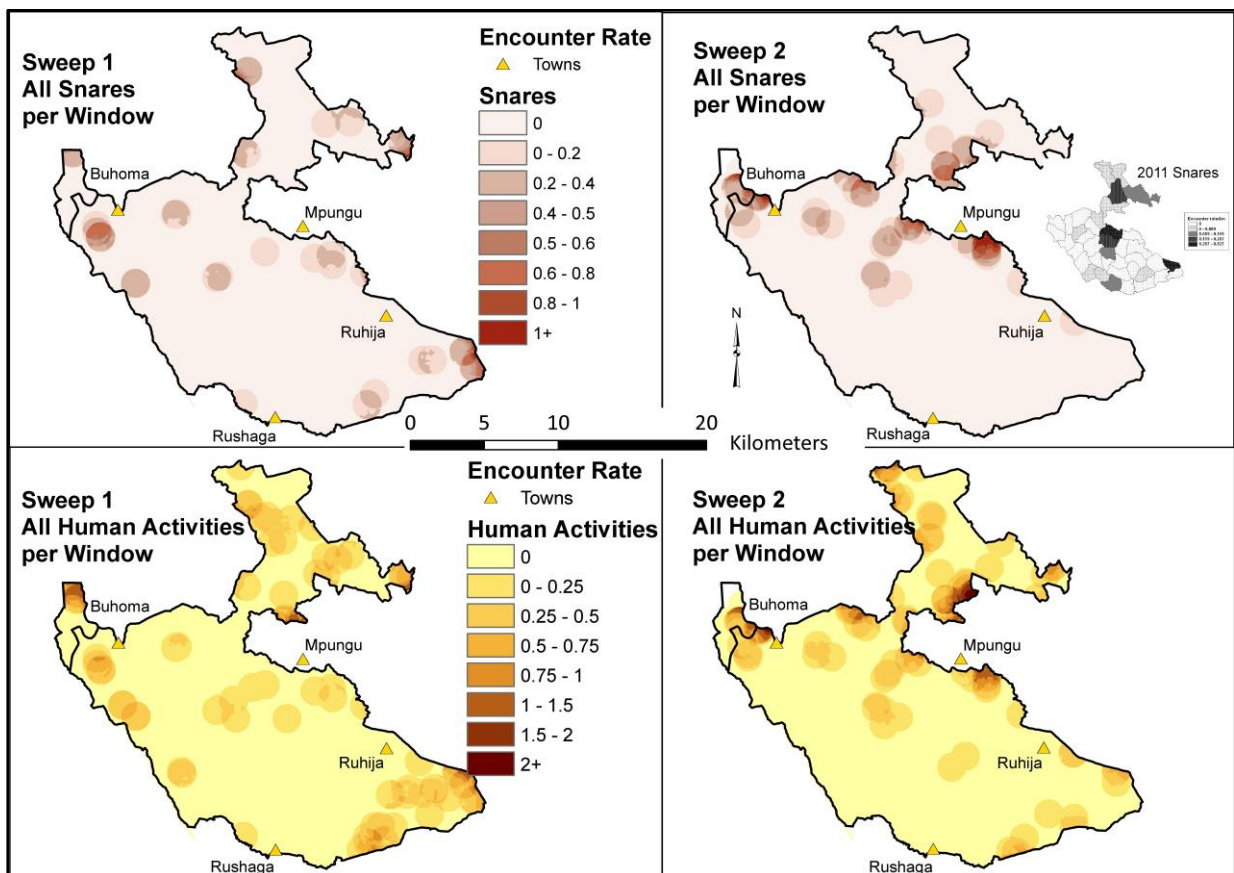 Sweep 1
All Snares
per Window
Encounter Rate
Towns
Snares
0
0 - 0.2
0.2 - 0.4
0.4 - 0.5
0.5 - 0.6
0.6 - 0.8
0.8 - 1
1+
Buhoma
Mpungu
Ruhija
Rushaga
Sweep 2
All Snares
per Window
Buhoma
Mpungu
Ruhija
Rushaga
N
2011 Snares
Encounter rates
0
0 5 10 20
Kilometers
Sweep 1
All Human Activities
per Window
Encounter Rate
Towns
Human Activities
0
0 - 0.25
0.25 - 0.5
0.5 - 0.75
0.75 - 1
1 - 1.5
1.5 - 2
2+
Buhoma
Mpungu
Ruhija
Rushaga
Sweep 2
All Human Activities
per Window
Buhoma
Mpungu
Ruhija
Rushaga